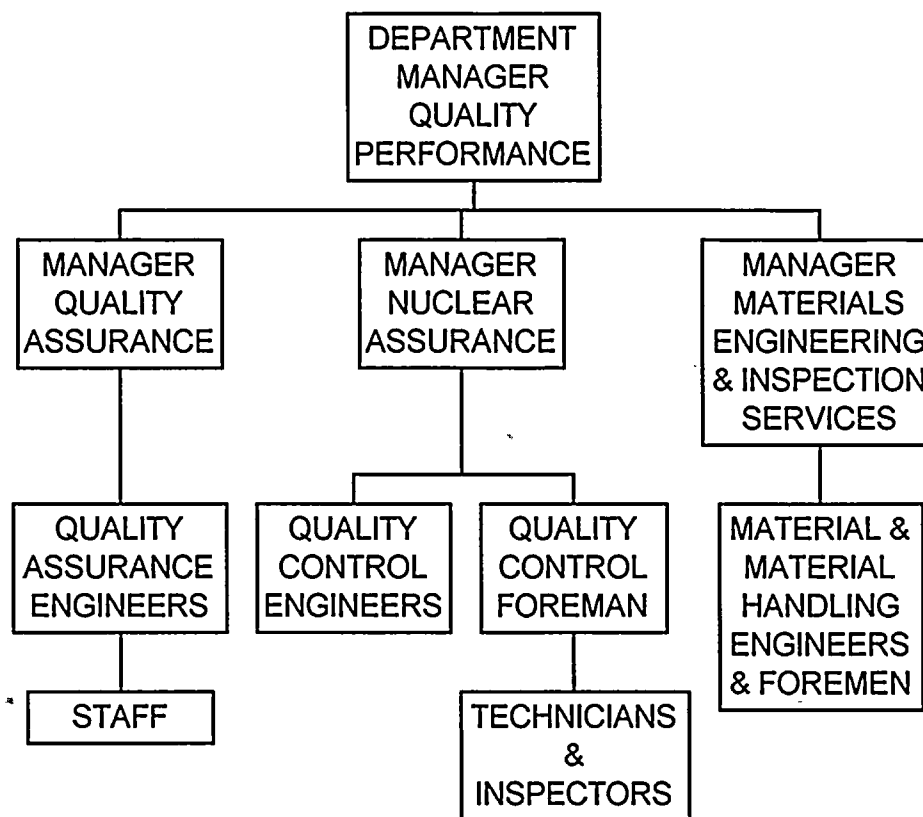 DEPARTMENT
MANAGER
QUALITY
PERFORMANCE
MANAGER
QUALITY
ASSURANCE
MANAGER
NUCLEAR
ASSURANCE
MANAGER
MATERIALS
ENGINEERING
& INSPECTION
SERVICES
QUALITY
ASSURANCE
ENGINEERS
QUALITY
CONTROL
ENGINEERS
QUALITY
CONTROL
FOREMAN
MATERIAL &
MATERIAL
HANDLING
ENGINEERS
& FOREMEN
STAFF
TECHNICIANS
&
INSPECTORS